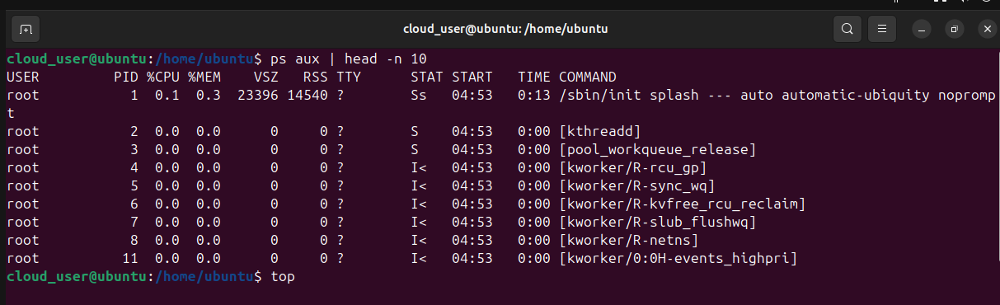 cloud_user@ubuntu: /home/ubuntu
cloud_user@ubuntu:/home/ubuntu$ ps aux | head -n 10
USER         PID %CPU %MEM    VSZ   RSS TTY      STAT START   TIME COMMAND
root           1  0.1  0.3  23396 14540 ?        Ss   04:53   0:13 /sbin/init splash --- auto automatic-ubiquity nopromp
t
root           2  0.0  0.0      0     0 ?        S    04:53   0:00 [kthreadd]
root           3  0.0  0.0      0     0 ?        S    04:53   0:00 [pool_workqueue_release]
root           4  0.0  0.0      0     0 ?        I<   04:53   0:00 [kworker/R-rcu_gp]
root           5  0.0  0.0      0     0 ?        I<   04:53   0:00 [kworker/R-sync_wq]
root           6  0.0  0.0      0     0 ?        I<   04:53   0:00 [kworker/R-kvfree_rcu_reclaim]
root           7  0.0  0.0      0     0 ?        I<   04:53   0:00 [kworker/R-slub_flushwq]
root           8  0.0  0.0      0     0 ?        I<   04:53   0:00 [kworker/R-netns]
root          11  0.0  0.0      0     0 ?        I<   04:53   0:00 [kworker/0:0H-events_highpri]
cloud_user@ubuntu:/home/ubuntu$ top